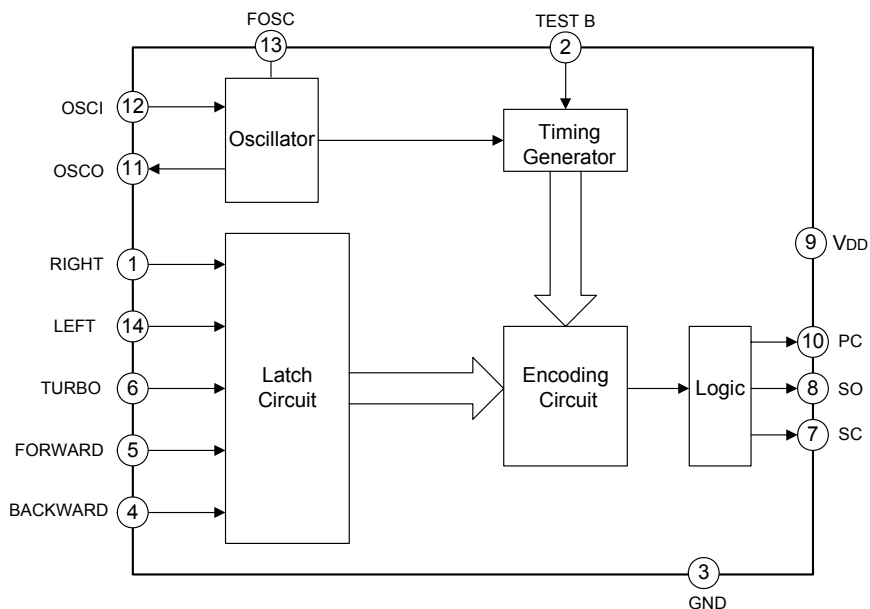 FOSC
TEST B
13
2
OSCI
12
Oscillator
Timing
Generator
OSCO
11
RIGHT
1
9
VDD
LEFT
14
TURBO
6
Latch
Circuit
Encoding
Circuit
Logic
10
PC
8
SO
7
SC
FORWARD
5
BACKWARD
4
3
GND